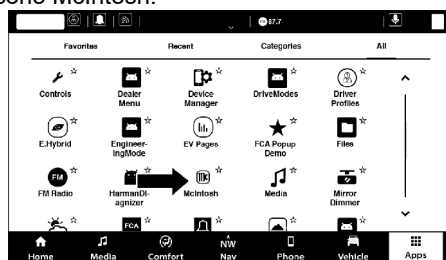 cono McIntosh.
87.7
Favorites Recent Categories All
Controls
Dealer
Menu
Device
Manager
DriveModes
Driver
Profiles
E.Hybrid
Engineer-
ingMode
EV Pages
FCA Popup
Demo
Files
FM
FM Radio
HarmanDi-
agnizer
McIntosh
Media
Mirror
Dimmer
FCA
Home Media Comfort NW Nav Phone Vehicle Apps